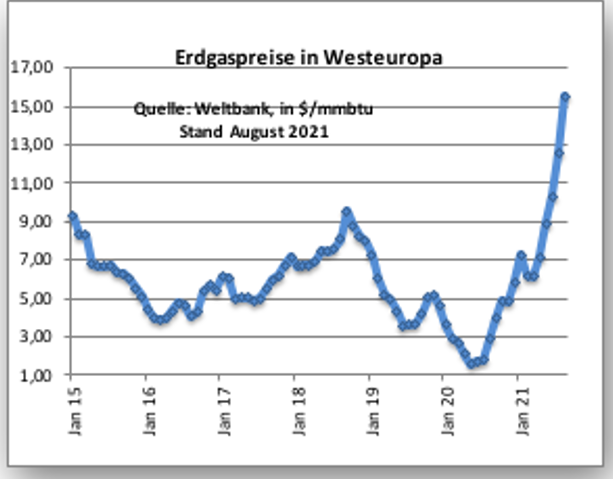 Erdgaspreise in Westeuropa
Quelle: Weltbank, in $/mmbtu
Stand August 2021
17,00
15,00
13,00
11,00
9,00
7,00
5,00
3,00
1,00
Jan 15
Jan 16
Jan 17
Jan 18
Jan 19
Jan 20
Jan 21